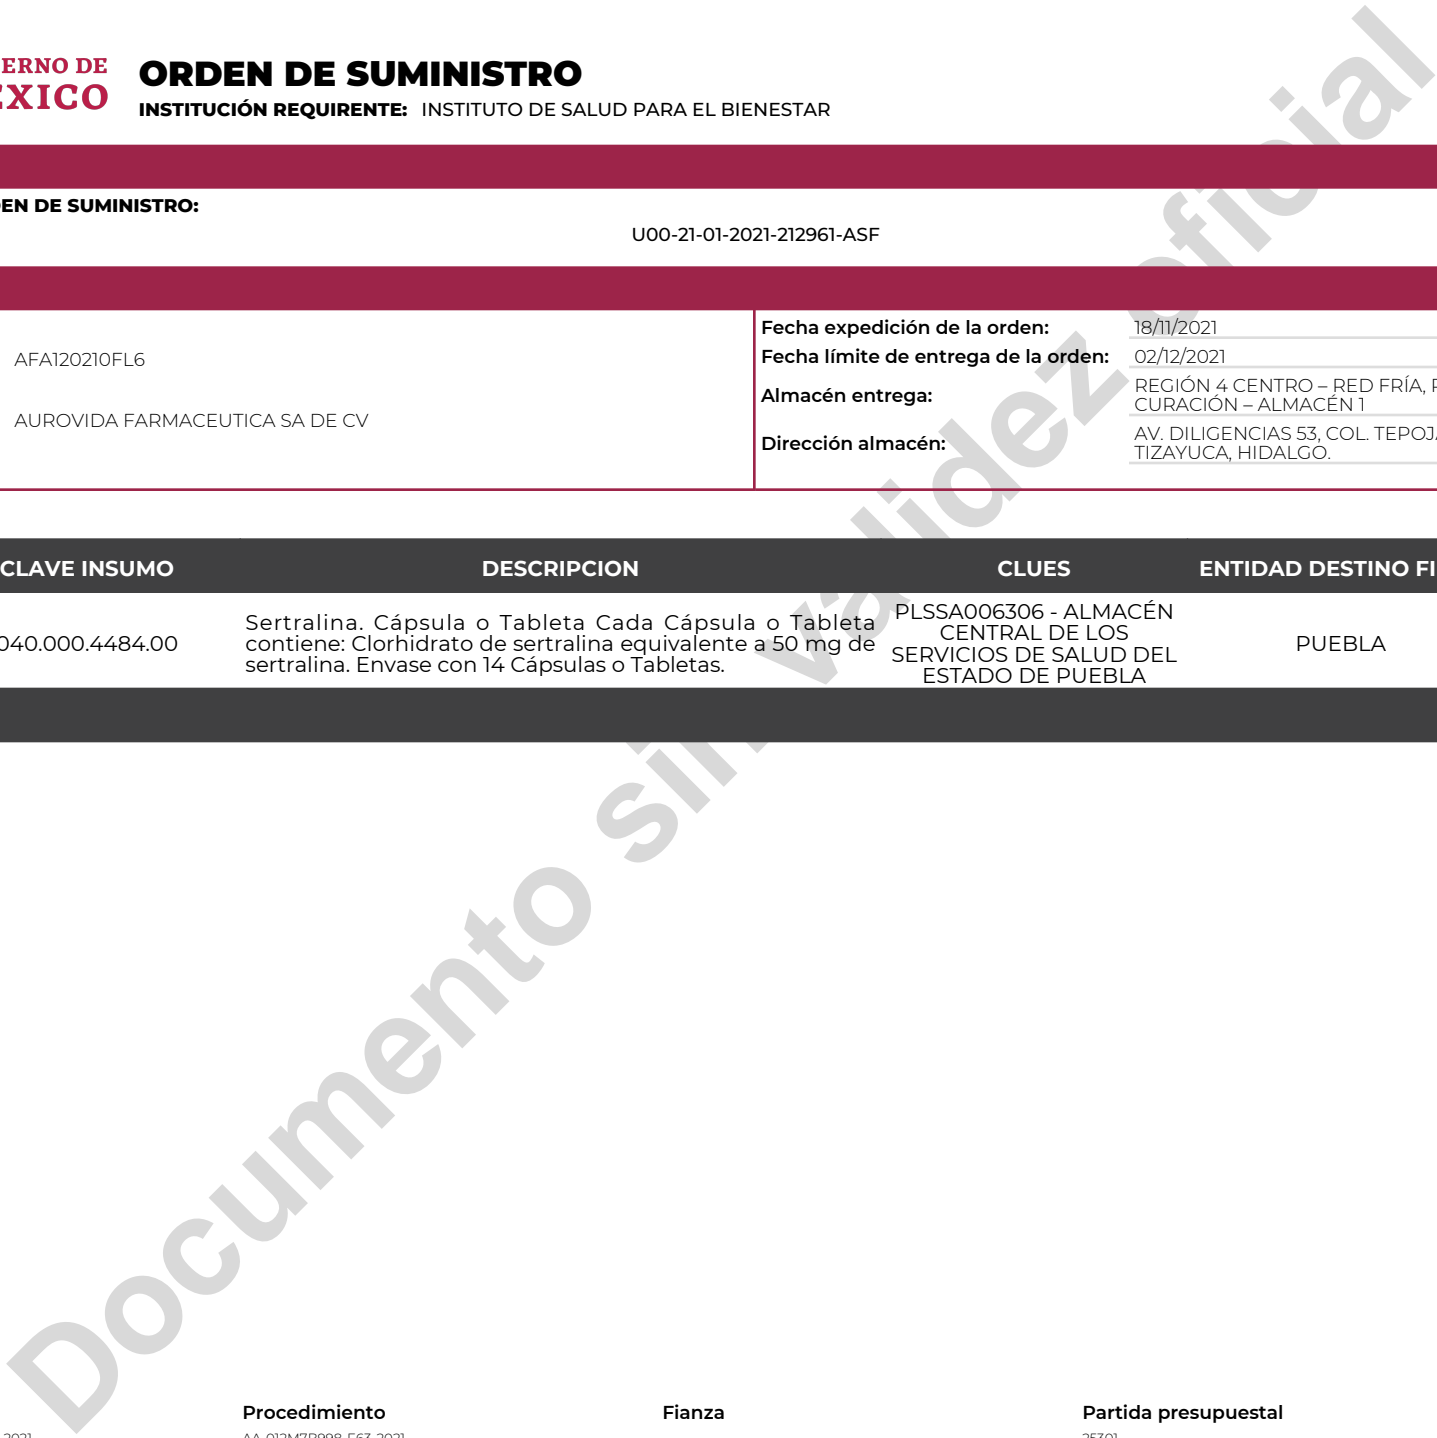 ORDEN DE SUMINISTRO
INSTITUCIÓN REQUIRENTE: INSTITUTO DE SALUD PARA EL BIENESTAR
ERNO DE
EXICO
EN DE SUMINISTRO:
U00-21-01-2021-212961-ASF
AFA120210FL6
AUROVIDA FARMACEUTICA SA DE CV
Fecha expedición de la orden: 18/11/2021
Fecha límite de entrega de la orden: 02/12/2021
Almacén entrega:
REGIÓN 4 CENTRO – RED FRÍA,
CURACIÓN – ALMACÉN 1
Dirección almacén:
AV. DILIGENCIAS 53, COL. TEPOJ
TIZAYUCA, HIDALGO.
CLAVE INSUMO DESCRIPCION CLUES ENTIDAD DESTINO FI
040.000.4484.00
Sertralina. Cápsula o Tableta Cada Cápsula o Tableta
contiene: Clorhidrato de sertralina equivalente a 50 mg de
sertralina. Envase con 14 Cápsulas o Tabletas.
PLSSA006306 - ALMACÉN
CENTRAL DE LOS
SERVICIOS DE SALUD DEL
ESTADO DE PUEBLA
PUEBLA
Documento sin validez oficial
Procedimiento Fianza Partida presupuestal